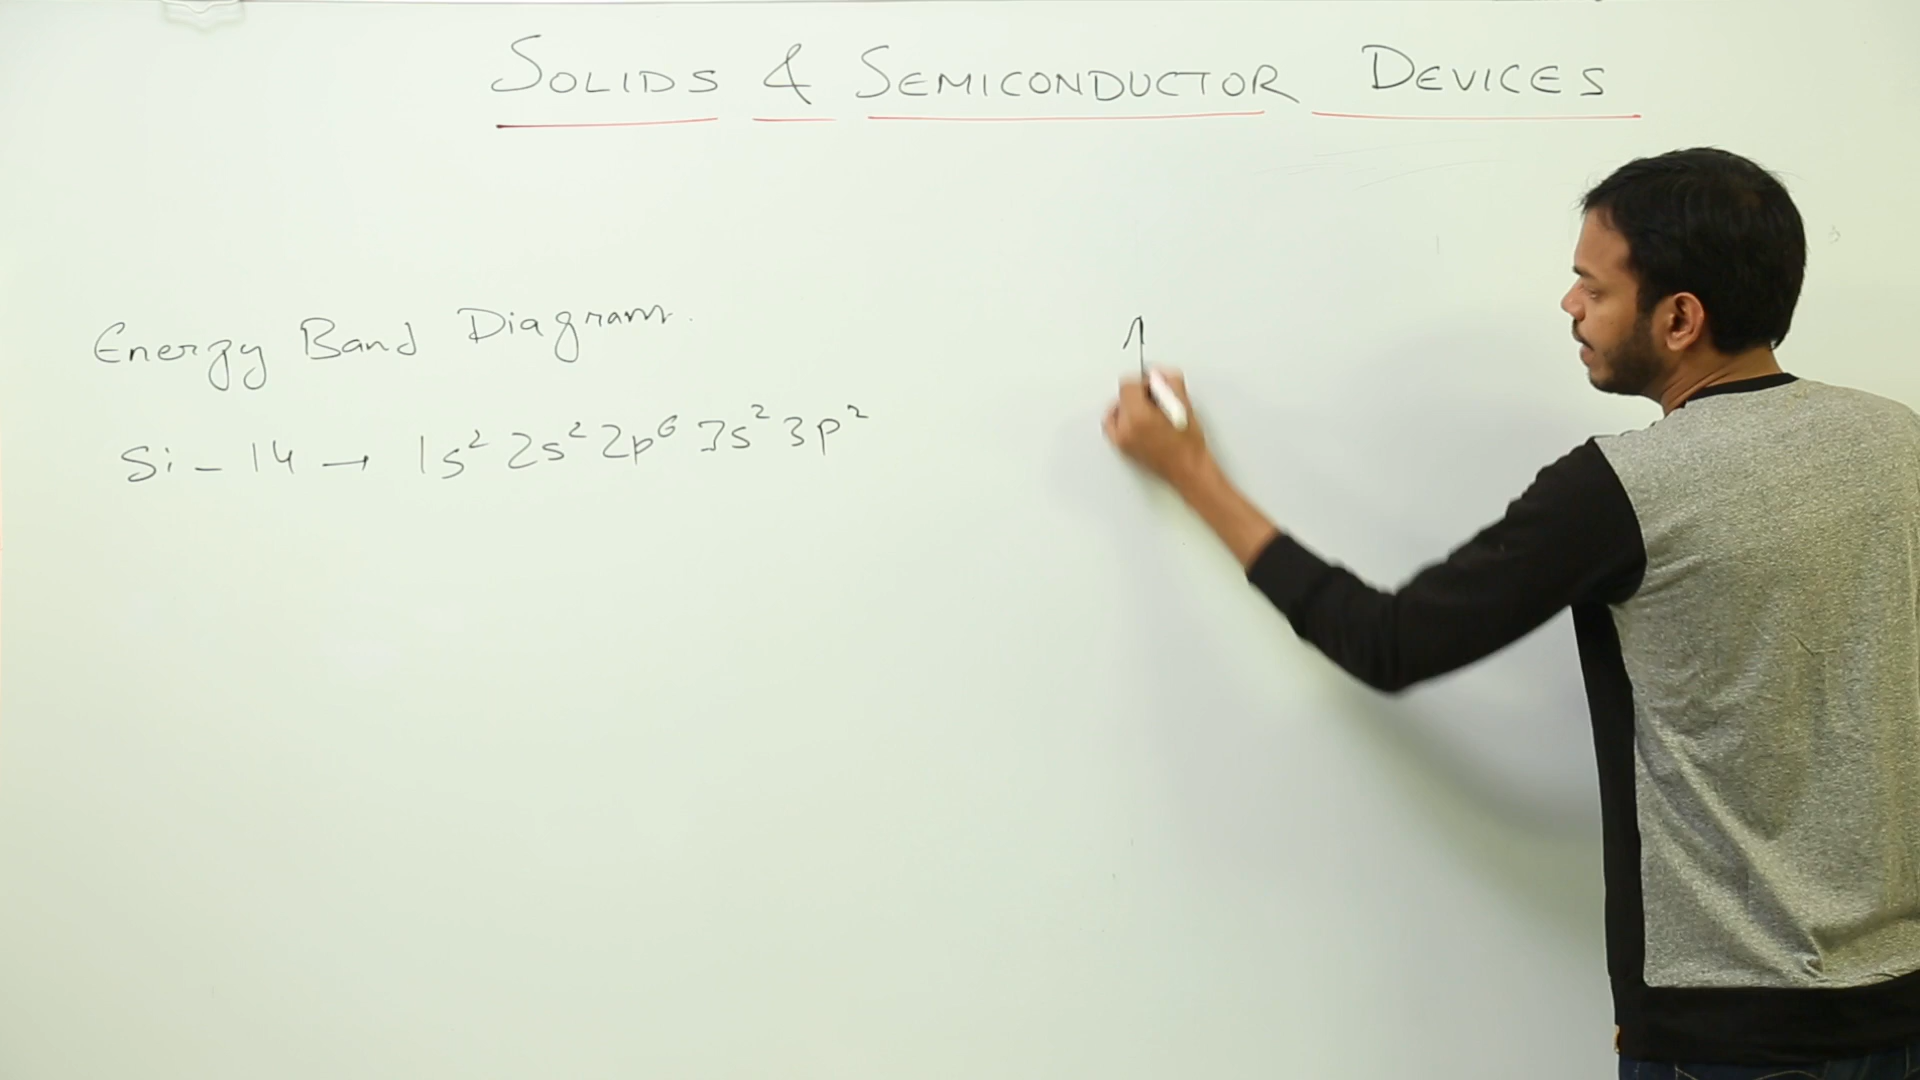 SOLIDS & SEMICONDUCTOR DEVICES
Energy Band Diagram.
Si - 14 → 1s² 2s² 2p⁶ 3s² 3p²